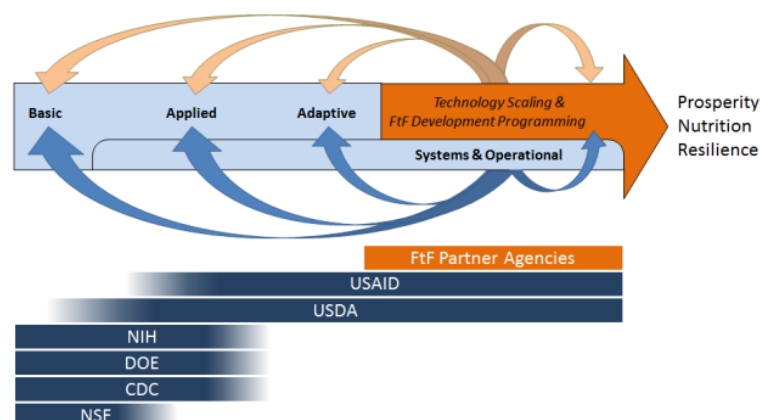 Basic
Applied
Adaptive
Technology Scaling &
FtF Development Programming
Systems & Operational
Prosperity
Nutrition
Resilience
FtF Partner Agencies
USAID
USDA
NIH
DOE
CDC
NSF